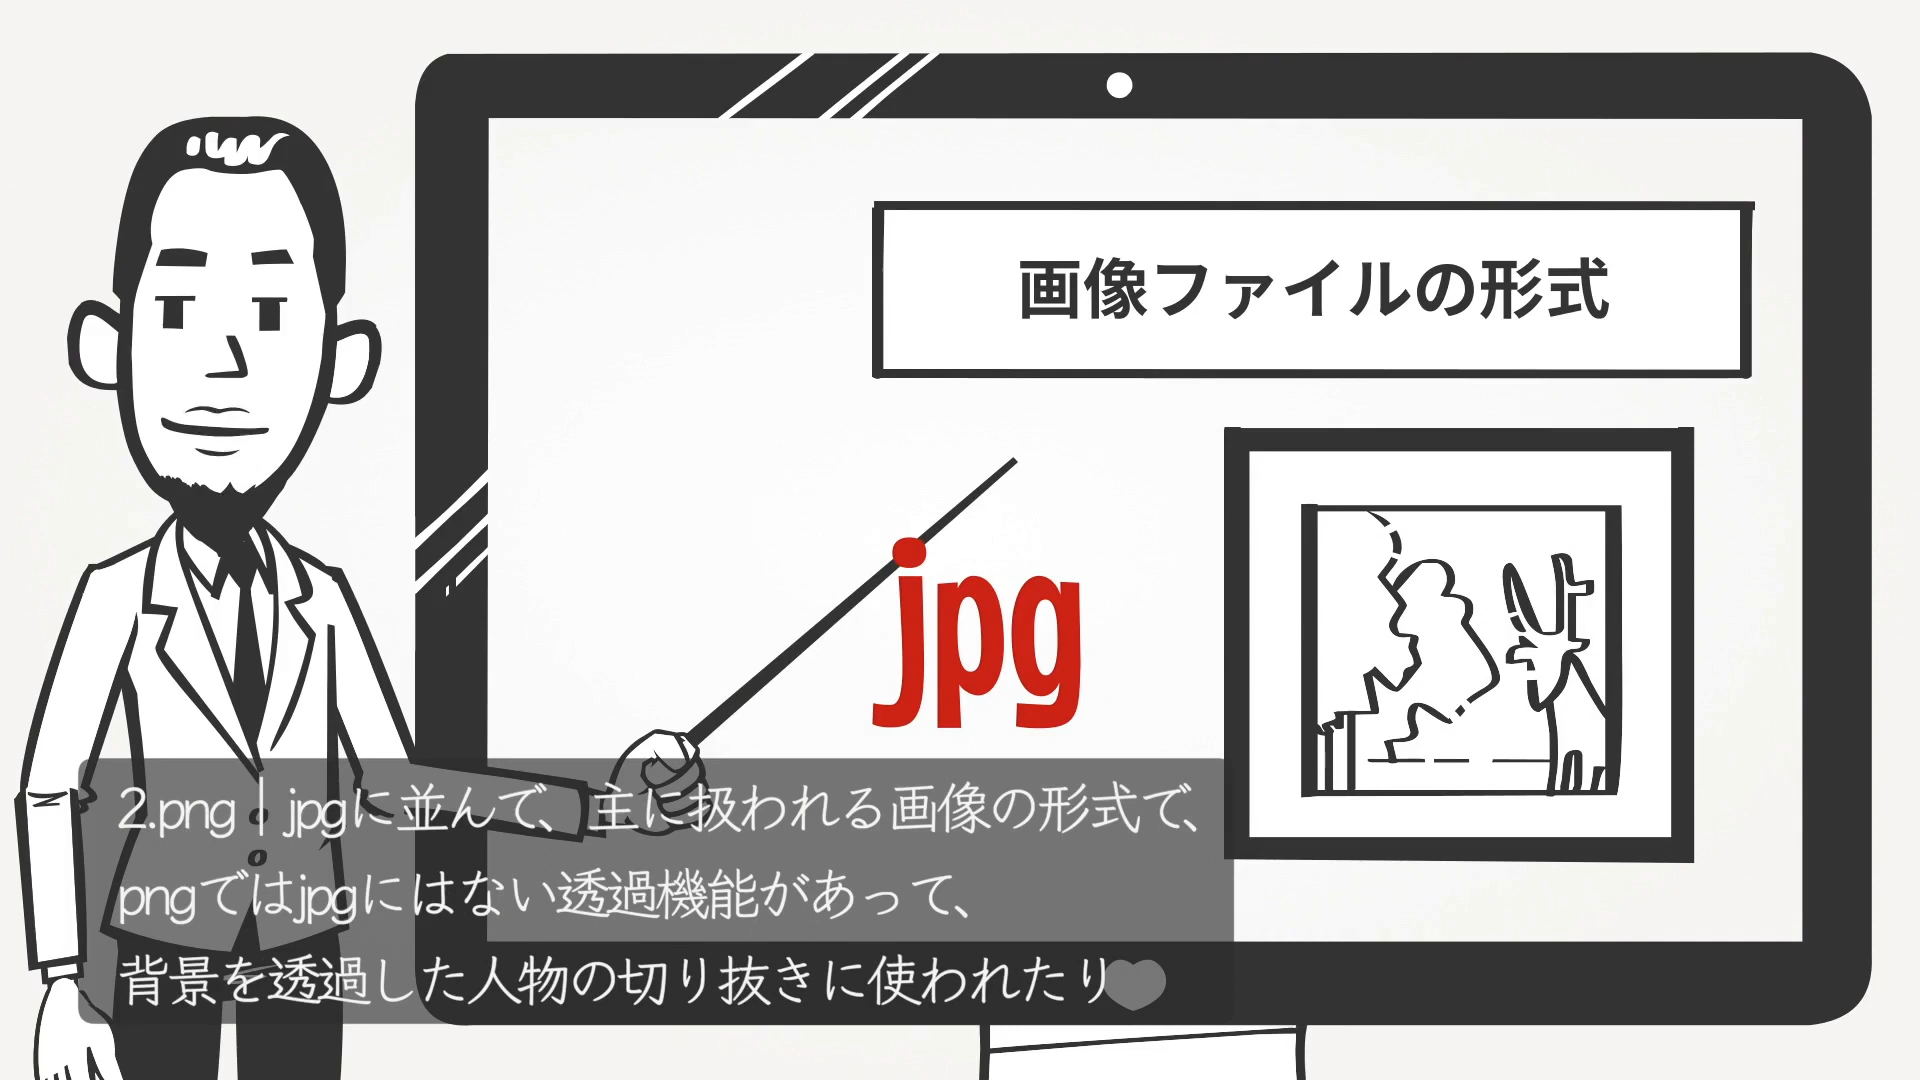 画像ファイルの形式
jpg
2.png｜jpgに並んで、主に扱われる画像の形式で、
pngではjpgにはない透過機能があって、
背景を透過した人物の切り抜きに使われたり